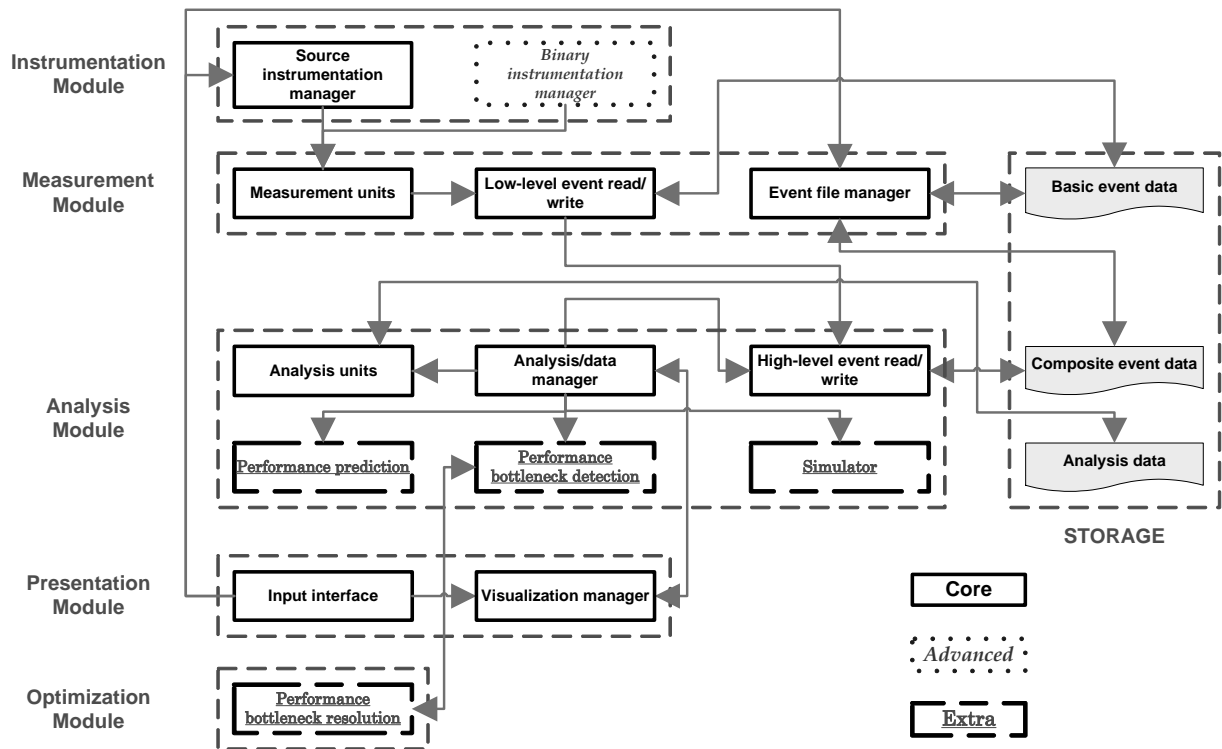 Instrumentation
Module
Source
instrumentation
manager
Binary
instrumentation
manager
Measurement
Module
Measurement units
Low-level event read/
write
Event file manager
Basic event data
Analysis
Module
Analysis units
Analysis/data
manager
High-level event read/
write
Composite event data
Performance prediction
Performance
bottleneck detection
Simulator
Analysis data
STORAGE
Presentation
Module
Input interface
Visualization manager
Core
Advanced
Optimization
Module
Performance
bottleneck resolution
Extra